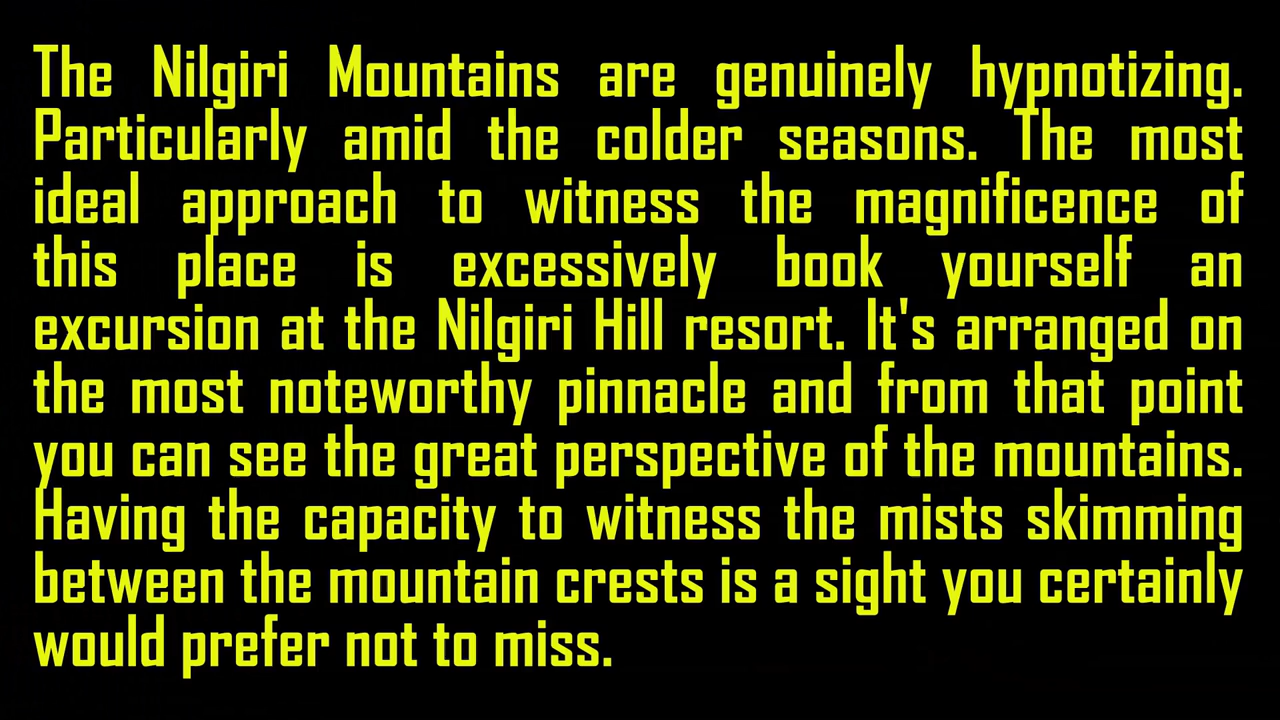 The Nilgiri Mountains are genuinely hypnotizing.
Particularly amid the colder seasons. The most
ideal approach to witness the magnificence of
this place is excessively book yourself an
excursion at the Nilgiri Hill resort. It's arranged on
the most noteworthy pinnacle and from that point
you can see the great perspective of the mountains.
Having the capacity to witness the mists skimming
between the mountain crests is a sight you certainly
would prefer not to miss.